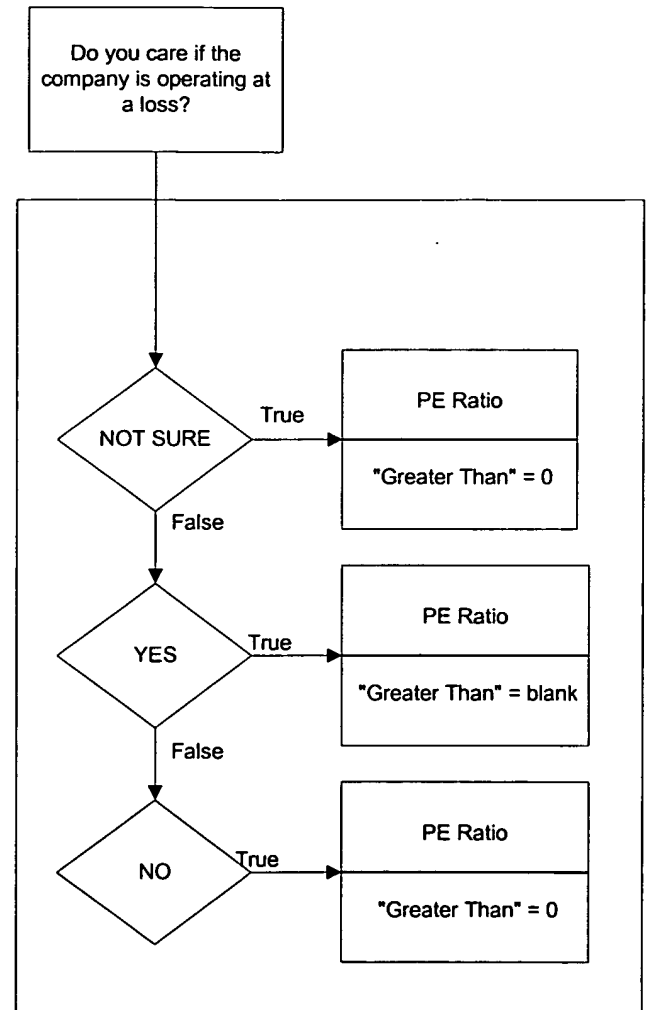 Do you care if the
company is operating at
a loss?
NOT SURE
True
PE Ratio
"Greater Than" = 0
False
YES
True
PE Ratio
"Greater Than" = blank
False
NO
True
PE Ratio
"Greater Than" = 0